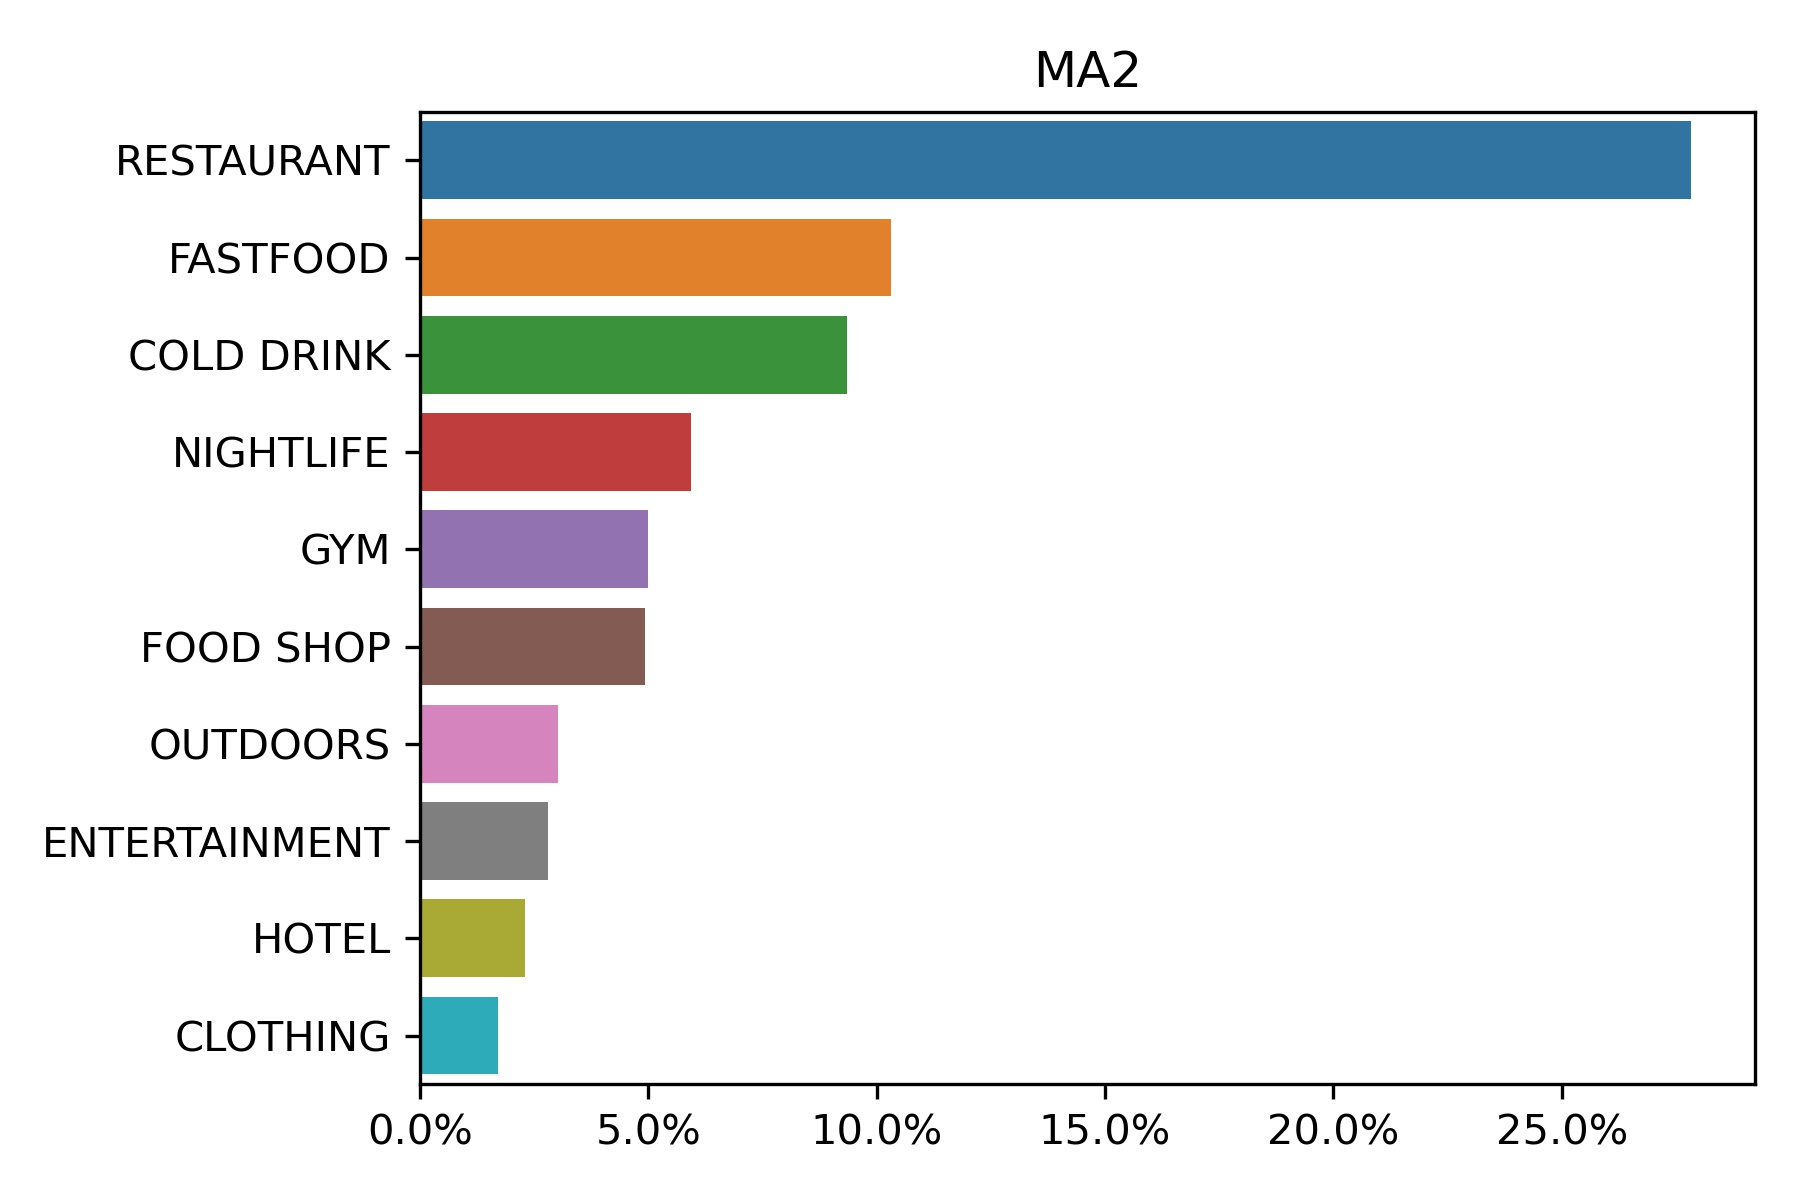 MA2
RESTAURANT
FASTFOOD
COLD DRINK
NIGHTLIFE
GYM
FOOD SHOP
OUTDOORS
ENTERTAINMENT
HOTEL
CLOTHING
0.0% 5.0% 10.0% 15.0% 20.0% 25.0%